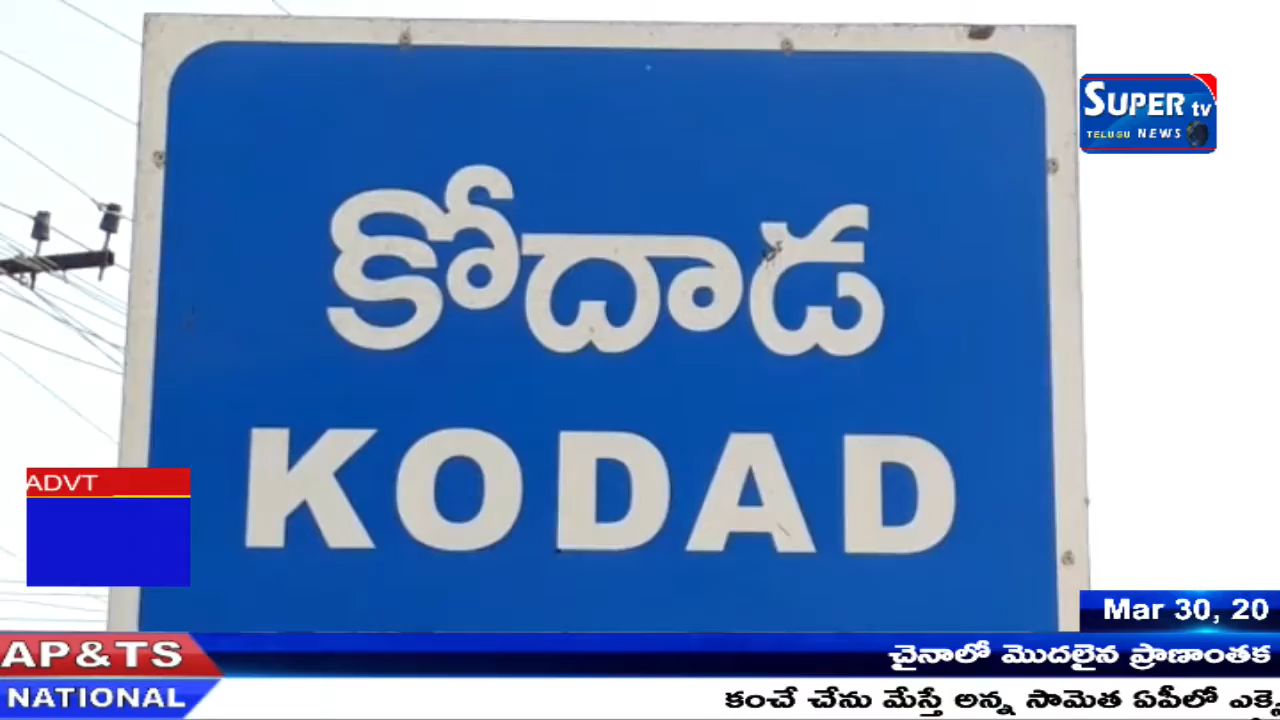 కోదాడ
KODAD
SUPER tv
TELUGU NEWS
ADVT
Mar 30, 20
AP&TS
చైనాలో మొదలైన ప్రాణాంతక
NATIONAL
కంచే చేను మేస్తే అన్న సామెత ఏపీలో